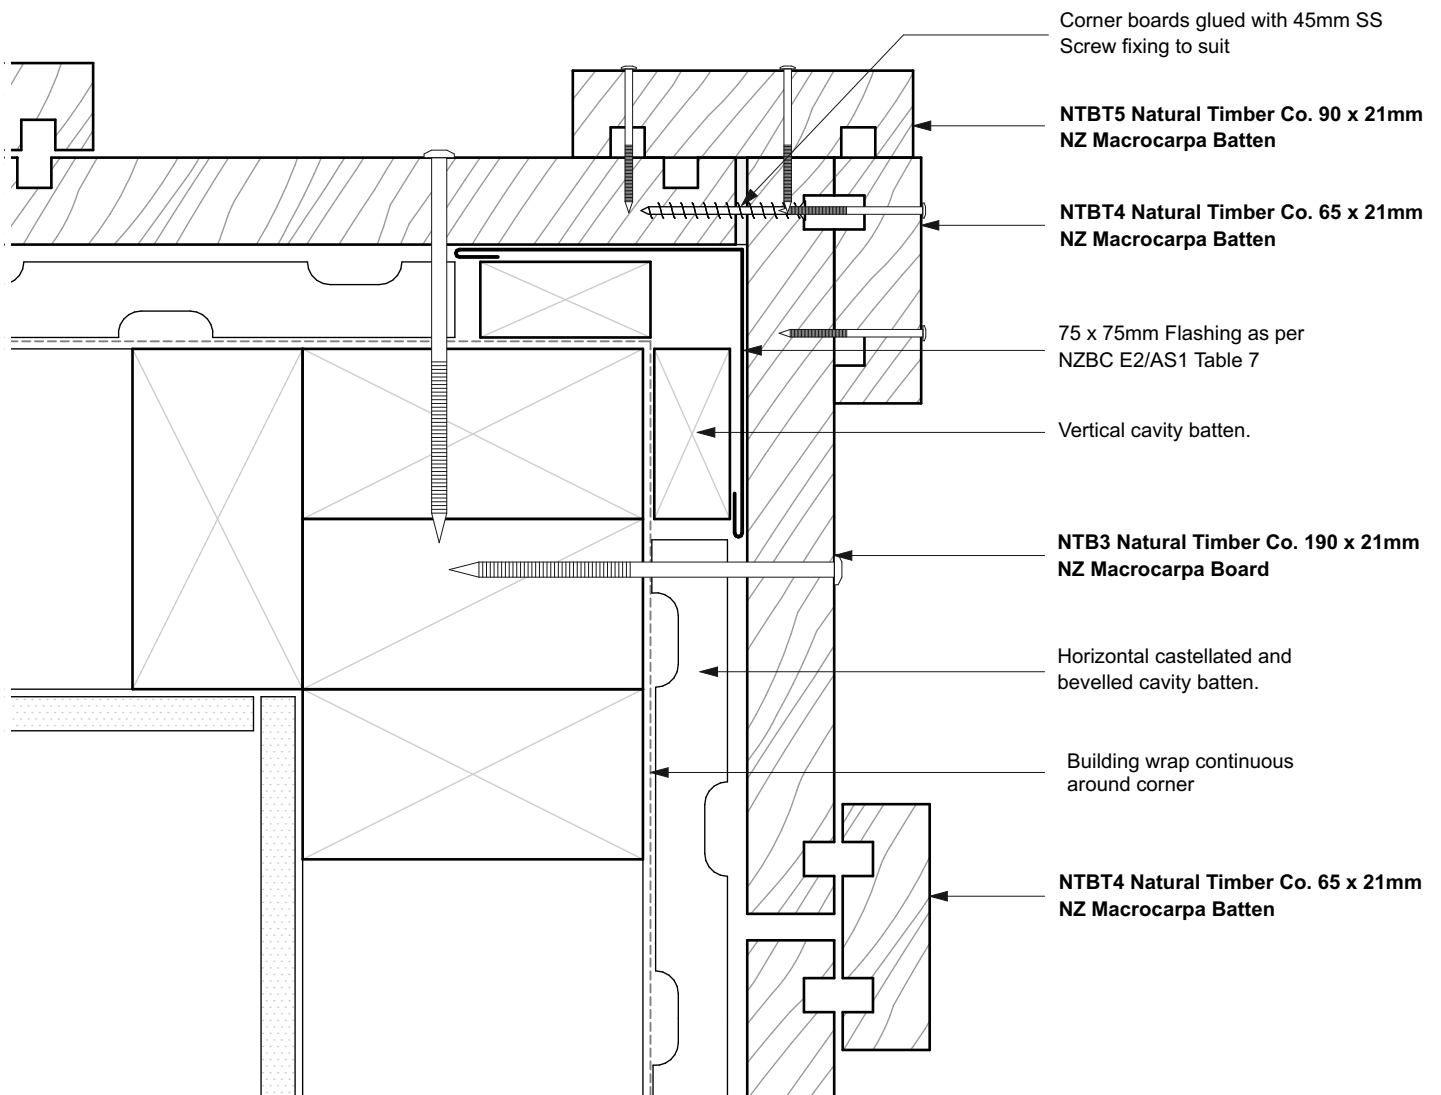 Corner boards glued with 45mm SS
Screw fixing to suit
NTBT5 Natural Timber Co. 90 x 21mm
NZ Macrocarpa Batten
NTBT4 Natural Timber Co. 65 x 21mm
NZ Macrocarpa Batten
75 x 75mm Flashing as per
NZBC E2/AS1 Table 7
Vertical cavity batten.
NTB3 Natural Timber Co. 190 x 21mm
NZ Macrocarpa Board
Horizontal castellated and
bevelled cavity batten.
Building wrap continuous
around corner
NTBT4 Natural Timber Co. 65 x 21mm
NZ Macrocarpa Batten